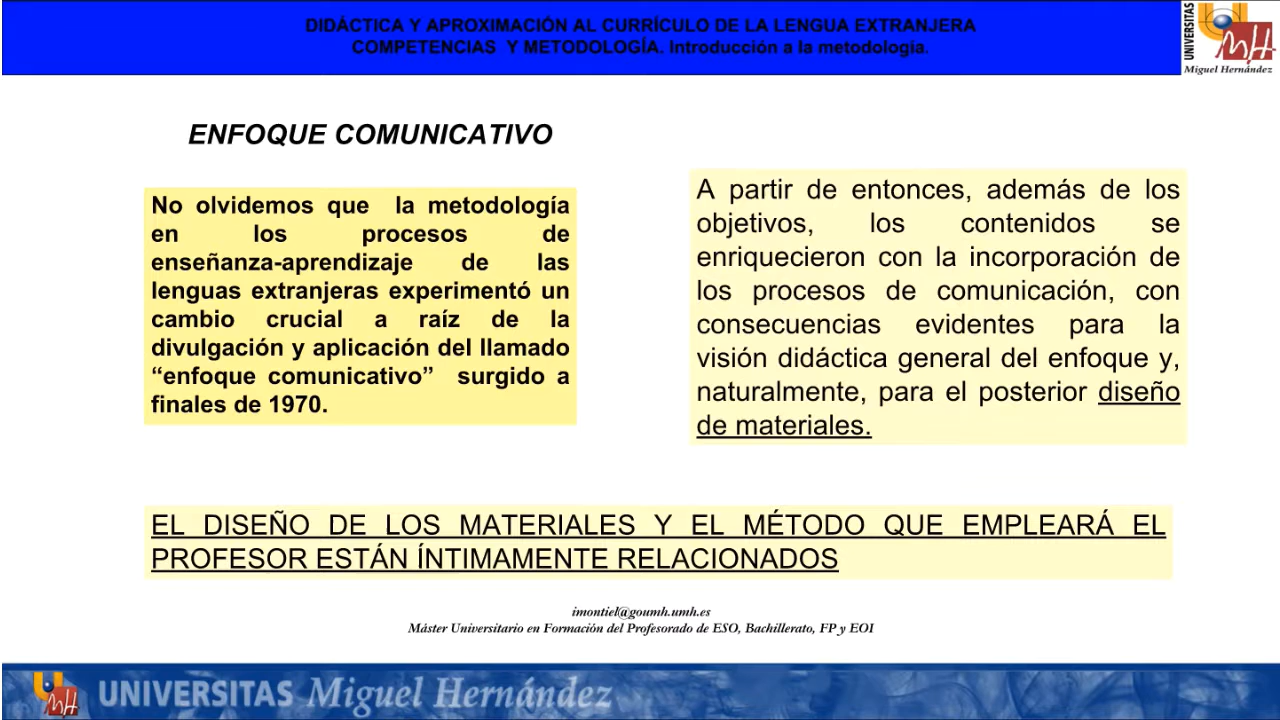 DIDÁCTICA Y APROXIMACIÓN AL CURRÍCULO DE LA LENGUA EXTRANJERA
COMPETENCIAS Y METODOLOGÍA. Introducción a la metodología.
UNIVERSITAS
UMH
Miguel Hernández
ENFOQUE COMUNICATIVO
No olvidemos que la metodología
en los procesos de
enseñanza-aprendizaje de las
lenguas extranjeras experimentó un
cambio crucial a raíz de la
divulgación y aplicación del llamado
“enfoque comunicativo” surgido a
finales de 1970.
A partir de entonces, además de los
objetivos, los contenidos se
enriquecieron con la incorporación de
los procesos de comunicación, con
consecuencias evidentes para la
visión didáctica general del enfoque y,
naturalmente, para el posterior diseño
de materiales.
EL DISEÑO DE LOS MATERIALES Y EL MÉTODO QUE EMPLEARÁ EL
PROFESOR ESTÁN ÍNTIMAMENTE RELACIONADOS
imontiel@goumh.umh.es
Máster Universitario en Formación del Profesorado de ESO, Bachillerato, FP y EOI
UMH
UNIVERSITAS Miguel Hernández